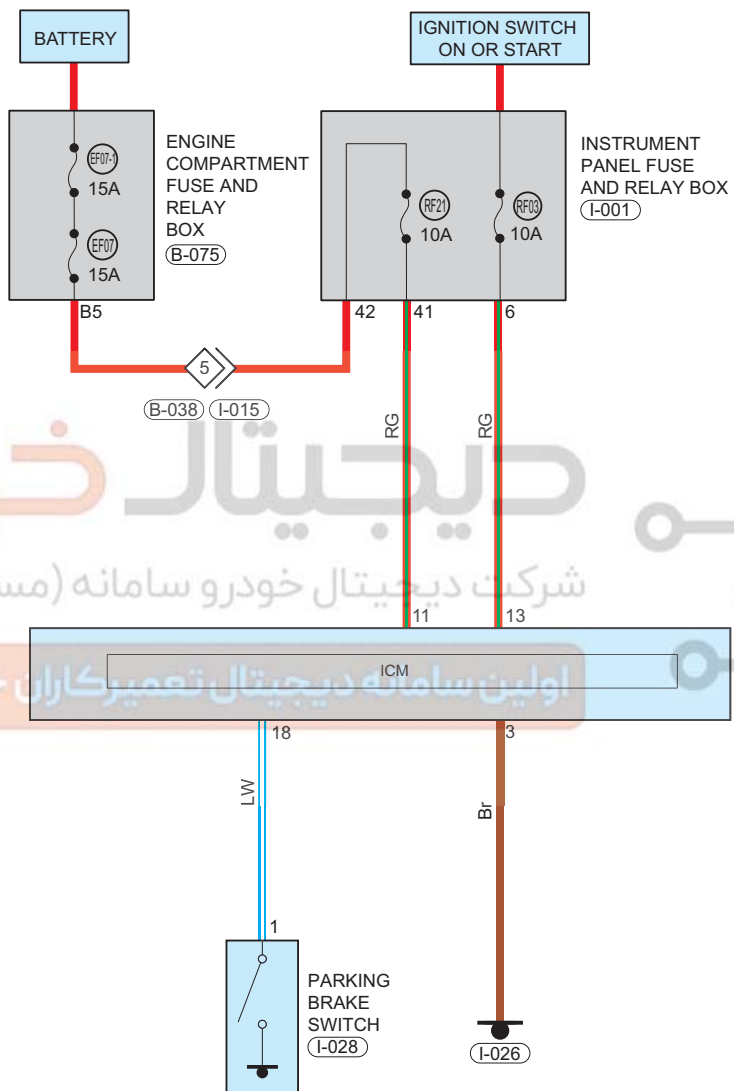 BATTERY
IGNITION SWITCH
ON OR START
EF07-1
15A
EF07
15A
ENGINE
COMPARTMENT
FUSE AND
RELAY
BOX
B-075
RF21
10A
RF03
10A
INSTRUMENT
PANEL FUSE
AND RELAY BOX
I-001
B5
42
41
6
5
B-038
I-015
RG
RG
دیجیتال
شرکت دیجیتال خودرو سامانه (مس
11
13
ICM
اولین سامانه دیجیتال تعمیرکاران
18
3
LW
Br
1
PARKING
BRAKE
SWITCH
I-028
I-026